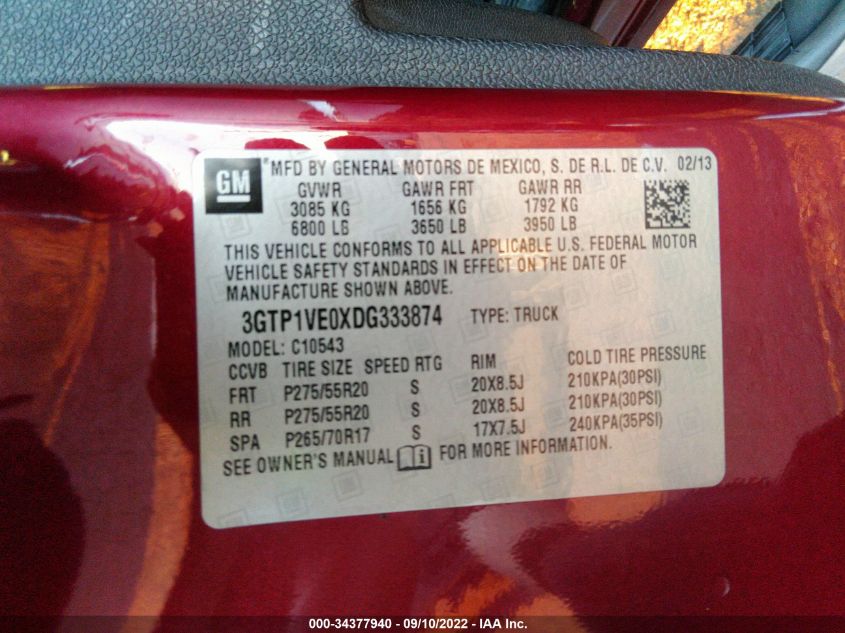 GM *MFD BY GENERAL MOTORS DE MEXICO, S. DE R.L. DE C.V. 02/13
GVWR GAWR FRT GAWR RR
3085 KG 1656 KG 1792 KG
6800 LB 3650 LB 3950 LB
THIS VEHICLE CONFORMS TO ALL APPLICABLE U.S. FEDERAL MOTOR
VEHICLE SAFETY STANDARDS IN EFFECT ON THE DATE OF
MANUFACTURE SHOWN ABOVE.
3GTP1VE0XDG333874 TYPE: TRUCK
MODEL: C10543
CCVB TIRE SIZE SPEED RTG RIM COLD TIRE PRESSURE
FRT P275/55R20 S 20X8.5J 210KPA(30PSI)
RR P275/55R20 S 20X8.5J 210KPA(30PSI)
SPA P265/70R17 S 17X7.5J 240KPA(35PSI)
SEE OWNER'S MANUAL i FOR MORE INFORMATION.
000-34377940 - 09/10/2022 - IAA Inc.